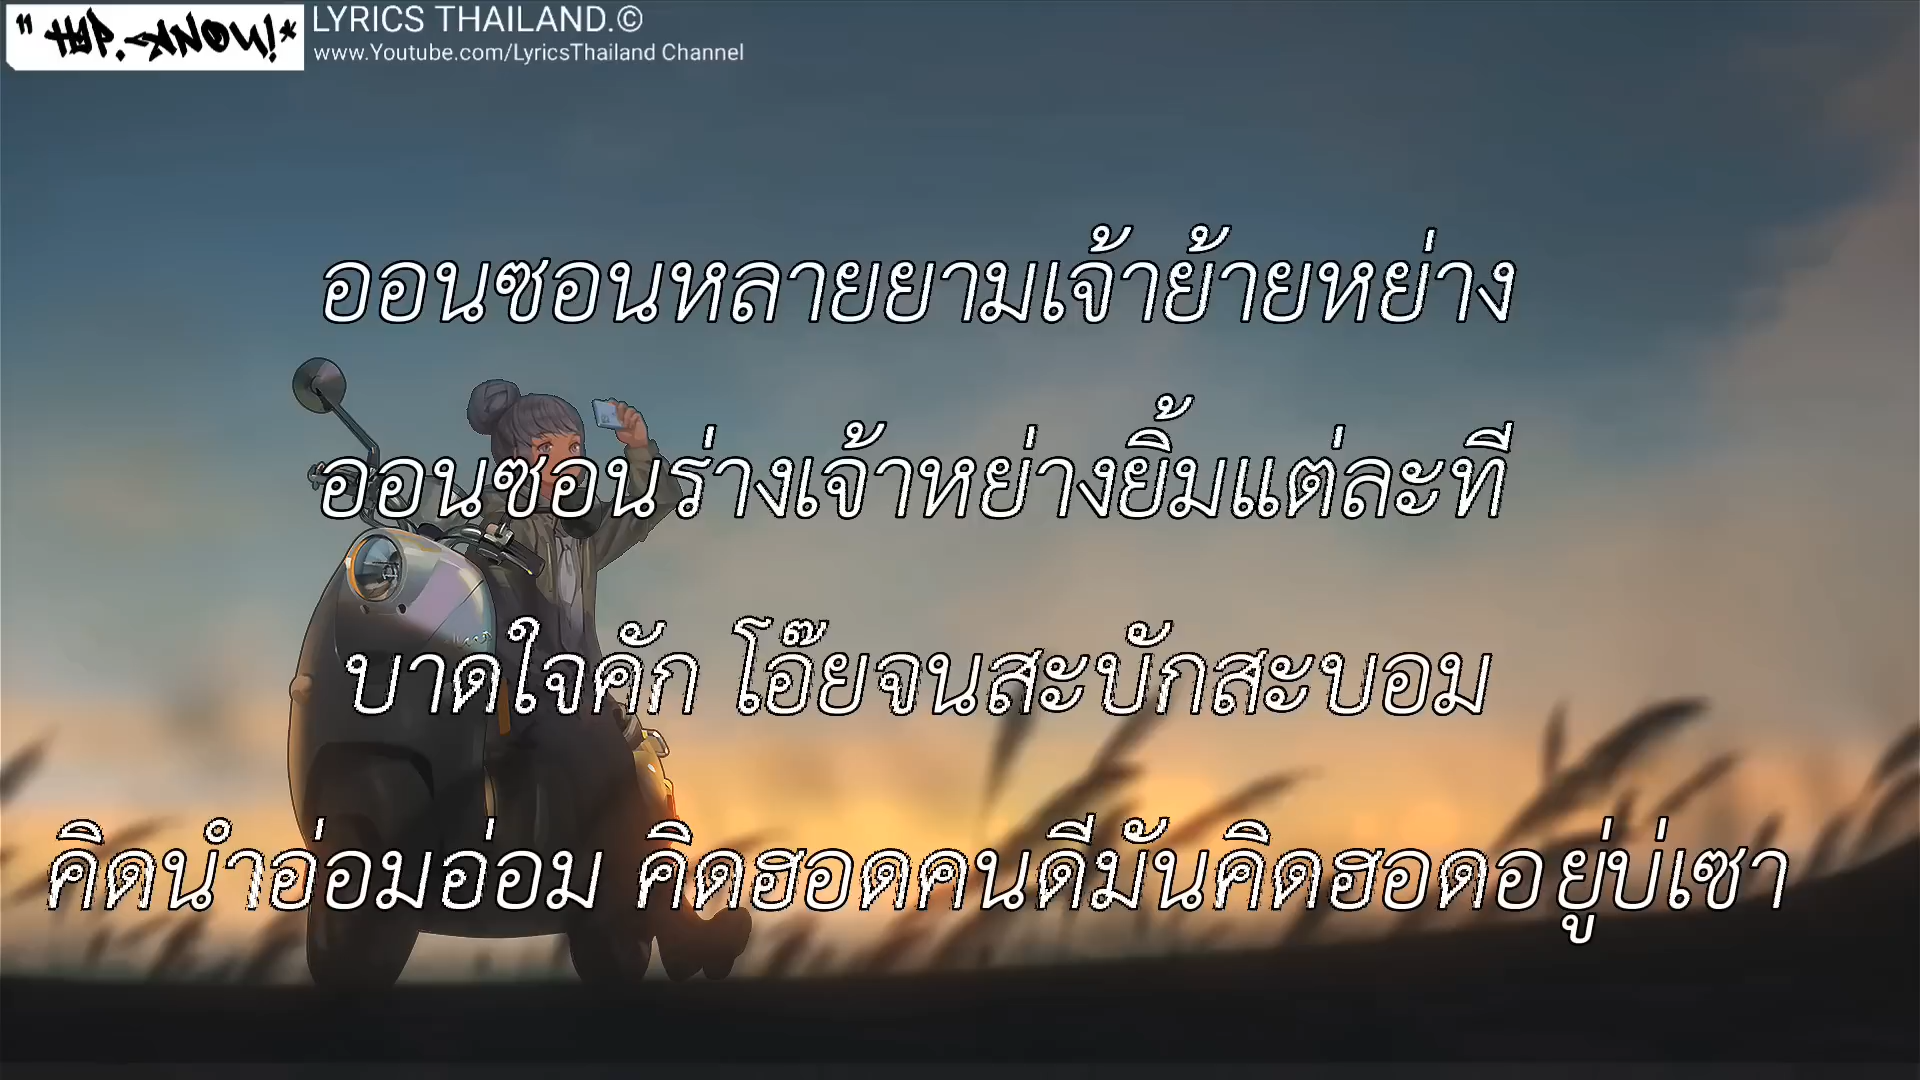 "HIP.-KNOW!*
LYRICS THAILAND.©
www.Youtube.com/LyricsThailand Channel
ออนซอนหลายยามเจ้าย้ายหย่าง
ออนซอนร่างเจ้าหย่างยิ้มแต่ละที
บาดใจคัก โอ๊ยจนสะบักสะบอม
คิดนำอ่อมอ่อม คิดฮอดคนดีมันคิดฮอดอยู่บ่เซา